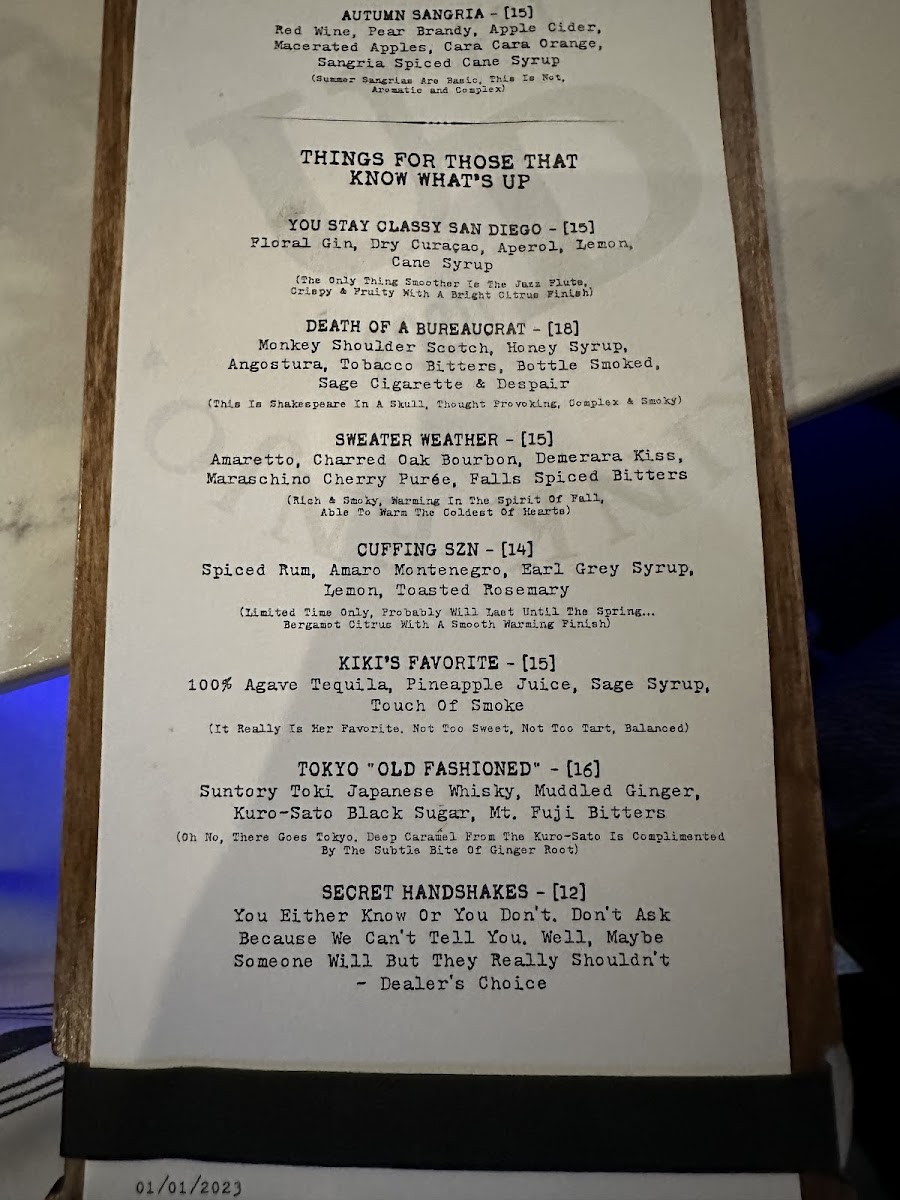 AUTUMN SANGRIA - [15]
Red Wine, Pear Brandy, Apple Cider,
Macerated Apples, Cara Cara Orange,
Sangria Spiced Cane Syrup
(Summer Sangrias Are Basic, This Is Not,
Aromatic and Complex)
THINGS FOR THOSE THAT
KNOW WHAT'S UP
YOU STAY CLASSY SAN DIEGO - [15]
Floral Gin, Dry Curaçao, Aperol, Lemon,
Cane Syrup
(The Only Thing Smoother Is The Jazz Flute,
Crispy & Fruity With A Bright Citrus Finish)
DEATH OF A BUREAUCRAT - [18]
Monkey Shoulder Scotch, Honey Syrup,
Angostura, Tobacco Bitters, Bottle Smoked,
Sage Cigarette & Despair
(This Is Shakespeare In A Skull, Thought Provoking, Complex & Smoky)
SWEATER WEATHER - [15]
Amaretto, Charred Oak Bourbon, Demerara Kiss,
Maraschino Cherry Purée, Falls Spiced Bitters
(Rich & Smoky, Warming In The Spirit Of Fall,
Able To Warm The Coldest Of Hearts)
CUFFING SZN - [14]
Spiced Rum, Amaro Montenegro, Earl Grey Syrup,
Lemon, Toasted Rosemary
(Limited Time Only, Probably Will Last Until The Spring...
Bergamot Citrus With A Smooth Warming Finish)
KIKI'S FAVORITE - [15]
100% Agave Tequila, Pineapple Juice, Sage Syrup,
Touch Of Smoke
(It Really Is Her Favorite. Not Too Sweet, Not Too Tart, Balanced)
TOKYO "OLD FASHIONED" - [16]
Suntory Toki Japanese Whisky, Muddled Ginger,
Kuro-Sato Black Sugar, Mt. Fuji Bitters
(Oh No, There Goes Tokyo. Deep Caramel From The Kuro-Sato Is Complimented
By The Subtle Bite Of Ginger Root)
SECRET HANDSHAKES - [12]
You Either Know Or You Don't. Don't Ask
Because We Can't Tell You. Well, Maybe
Someone Will But They Really Shouldn't
- Dealer's Choice
01/01/2023